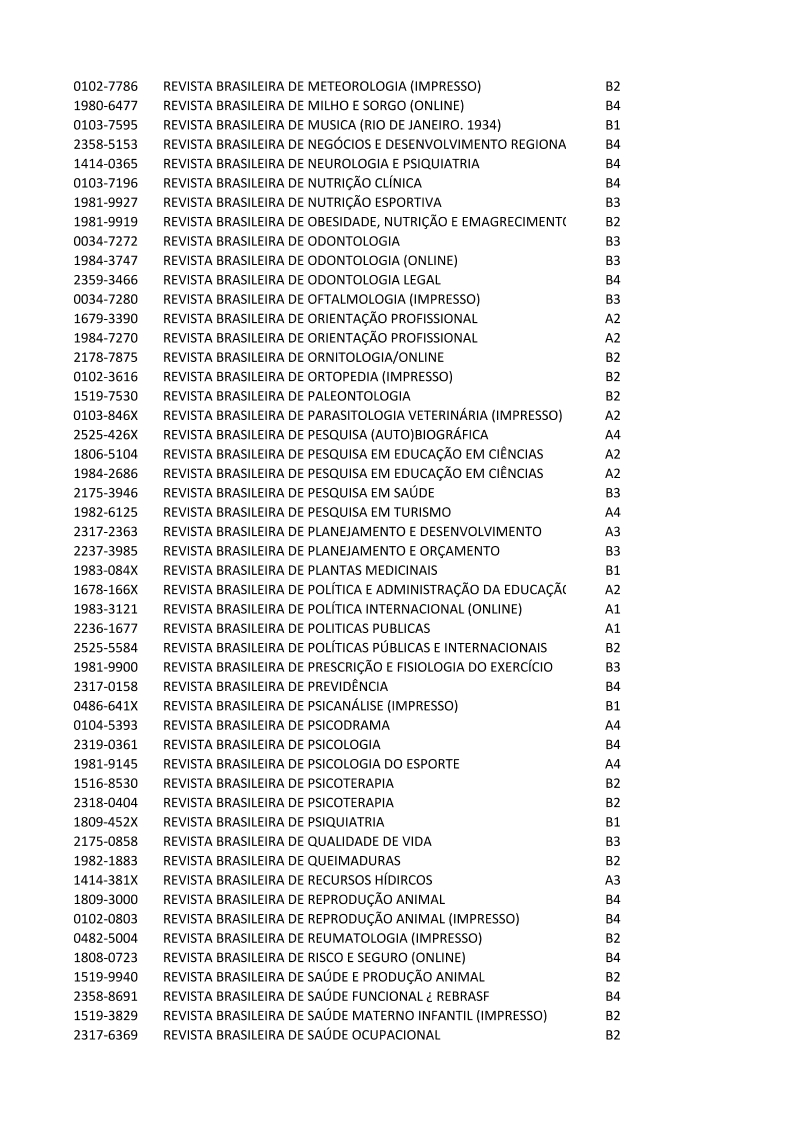 0102-7786 REVISTA BRASILEIRA DE METEOROLOGIA (IMPRESSO) B2
1980-6477 REVISTA BRASILEIRA DE MILHO E SORGO (ONLINE) B4
0103-7595 REVISTA BRASILEIRA DE MUSICA (RIO DE JANEIRO. 1934) B1
2358-5153 REVISTA BRASILEIRA DE NEGÓCIOS E DESENVOLVIMENTO REGIONA B4
1414-0365 REVISTA BRASILEIRA DE NEUROLOGIA E PSIQUIATRIA B4
0103-7196 REVISTA BRASILEIRA DE NUTRIÇÃO CLÍNICA B4
1981-9927 REVISTA BRASILEIRA DE NUTRIÇÃO ESPORTIVA B3
1981-9919 REVISTA BRASILEIRA DE OBESIDADE, NUTRIÇÃO E EMAGRECIMENTO B2
0034-7272 REVISTA BRASILEIRA DE ODONTOLOGIA B3
1984-3747 REVISTA BRASILEIRA DE ODONTOLOGIA (ONLINE) B3
2359-3466 REVISTA BRASILEIRA DE ODONTOLOGIA LEGAL B4
0034-7280 REVISTA BRASILEIRA DE OFTALMOLOGIA (IMPRESSO) B3
1679-3390 REVISTA BRASILEIRA DE ORIENTAÇÃO PROFISSIONAL A2
1984-7270 REVISTA BRASILEIRA DE ORIENTAÇÃO PROFISSIONAL A2
2178-7875 REVISTA BRASILEIRA DE ORNITOLOGIA/ONLINE B2
0102-3616 REVISTA BRASILEIRA DE ORTOPEDIA (IMPRESSO) B2
1519-7530 REVISTA BRASILEIRA DE PALEONTOLOGIA B2
0103-846X REVISTA BRASILEIRA DE PARASITOLOGIA VETERINÁRIA (IMPRESSO) A2
2525-426X REVISTA BRASILEIRA DE PESQUISA (AUTO)BIOGRÁFICA A4
1806-5104 REVISTA BRASILEIRA DE PESQUISA EM EDUCAÇÃO EM CIÊNCIAS A2
1984-2686 REVISTA BRASILEIRA DE PESQUISA EM EDUCAÇÃO EM CIÊNCIAS A2
2175-3946 REVISTA BRASILEIRA DE PESQUISA EM SAÚDE B3
1982-6125 REVISTA BRASILEIRA DE PESQUISA EM TURISMO A4
2317-2363 REVISTA BRASILEIRA DE PLANEJAMENTO E DESENVOLVIMENTO A3
2237-3985 REVISTA BRASILEIRA DE PLANEJAMENTO E ORÇAMENTO B3
1983-084X REVISTA BRASILEIRA DE PLANTAS MEDICINAIS B1
1678-166X REVISTA BRASILEIRA DE POLÍTICA E ADMINISTRAÇÃO DA EDUCAÇÃO A2
1983-3121 REVISTA BRASILEIRA DE POLÍTICA INTERNACIONAL (ONLINE) A1
2236-1677 REVISTA BRASILEIRA DE POLITICAS PUBLICAS A1
2525-5584 REVISTA BRASILEIRA DE POLÍTICAS PÚBLICAS E INTERNACIONAIS B2
1981-9900 REVISTA BRASILEIRA DE PRESCRIÇÃO E FISIOLOGIA DO EXERCÍCIO B3
2317-0158 REVISTA BRASILEIRA DE PREVIDÊNCIA B4
0486-641X REVISTA BRASILEIRA DE PSICANÁLISE (IMPRESSO) B1
0104-5393 REVISTA BRASILEIRA DE PSICODRAMA A4
2319-0361 REVISTA BRASILEIRA DE PSICOLOGIA B4
1981-9145 REVISTA BRASILEIRA DE PSICOLOGIA DO ESPORTE A4
1516-8530 REVISTA BRASILEIRA DE PSICOTERAPIA B2
2318-0404 REVISTA BRASILEIRA DE PSICOTERAPIA B2
1809-452X REVISTA BRASILEIRA DE PSIQUIATRIA B1
2175-0858 REVISTA BRASILEIRA DE QUALIDADE DE VIDA B3
1982-1883 REVISTA BRASILEIRA DE QUEIMADURAS B2
1414-381X REVISTA BRASILEIRA DE RECURSOS HÍDIRCOS A3
1809-3000 REVISTA BRASILEIRA DE REPRODUÇÃO ANIMAL B4
0102-0803 REVISTA BRASILEIRA DE REPRODUÇÃO ANIMAL (IMPRESSO) B4
0482-5004 REVISTA BRASILEIRA DE REUMATOLOGIA (IMPRESSO) B2
1808-0723 REVISTA BRASILEIRA DE RISCO E SEGURO (ONLINE) B4
1519-9940 REVISTA BRASILEIRA DE SAÚDE E PRODUÇÃO ANIMAL B2
2358-8691 REVISTA BRASILEIRA DE SAÚDE FUNCIONAL ¿ REBRASF B4
1519-3829 REVISTA BRASILEIRA DE SAÚDE MATERNO INFANTIL (IMPRESSO) B2
2317-6369 REVISTA BRASILEIRA DE SAÚDE OCUPACIONAL B2